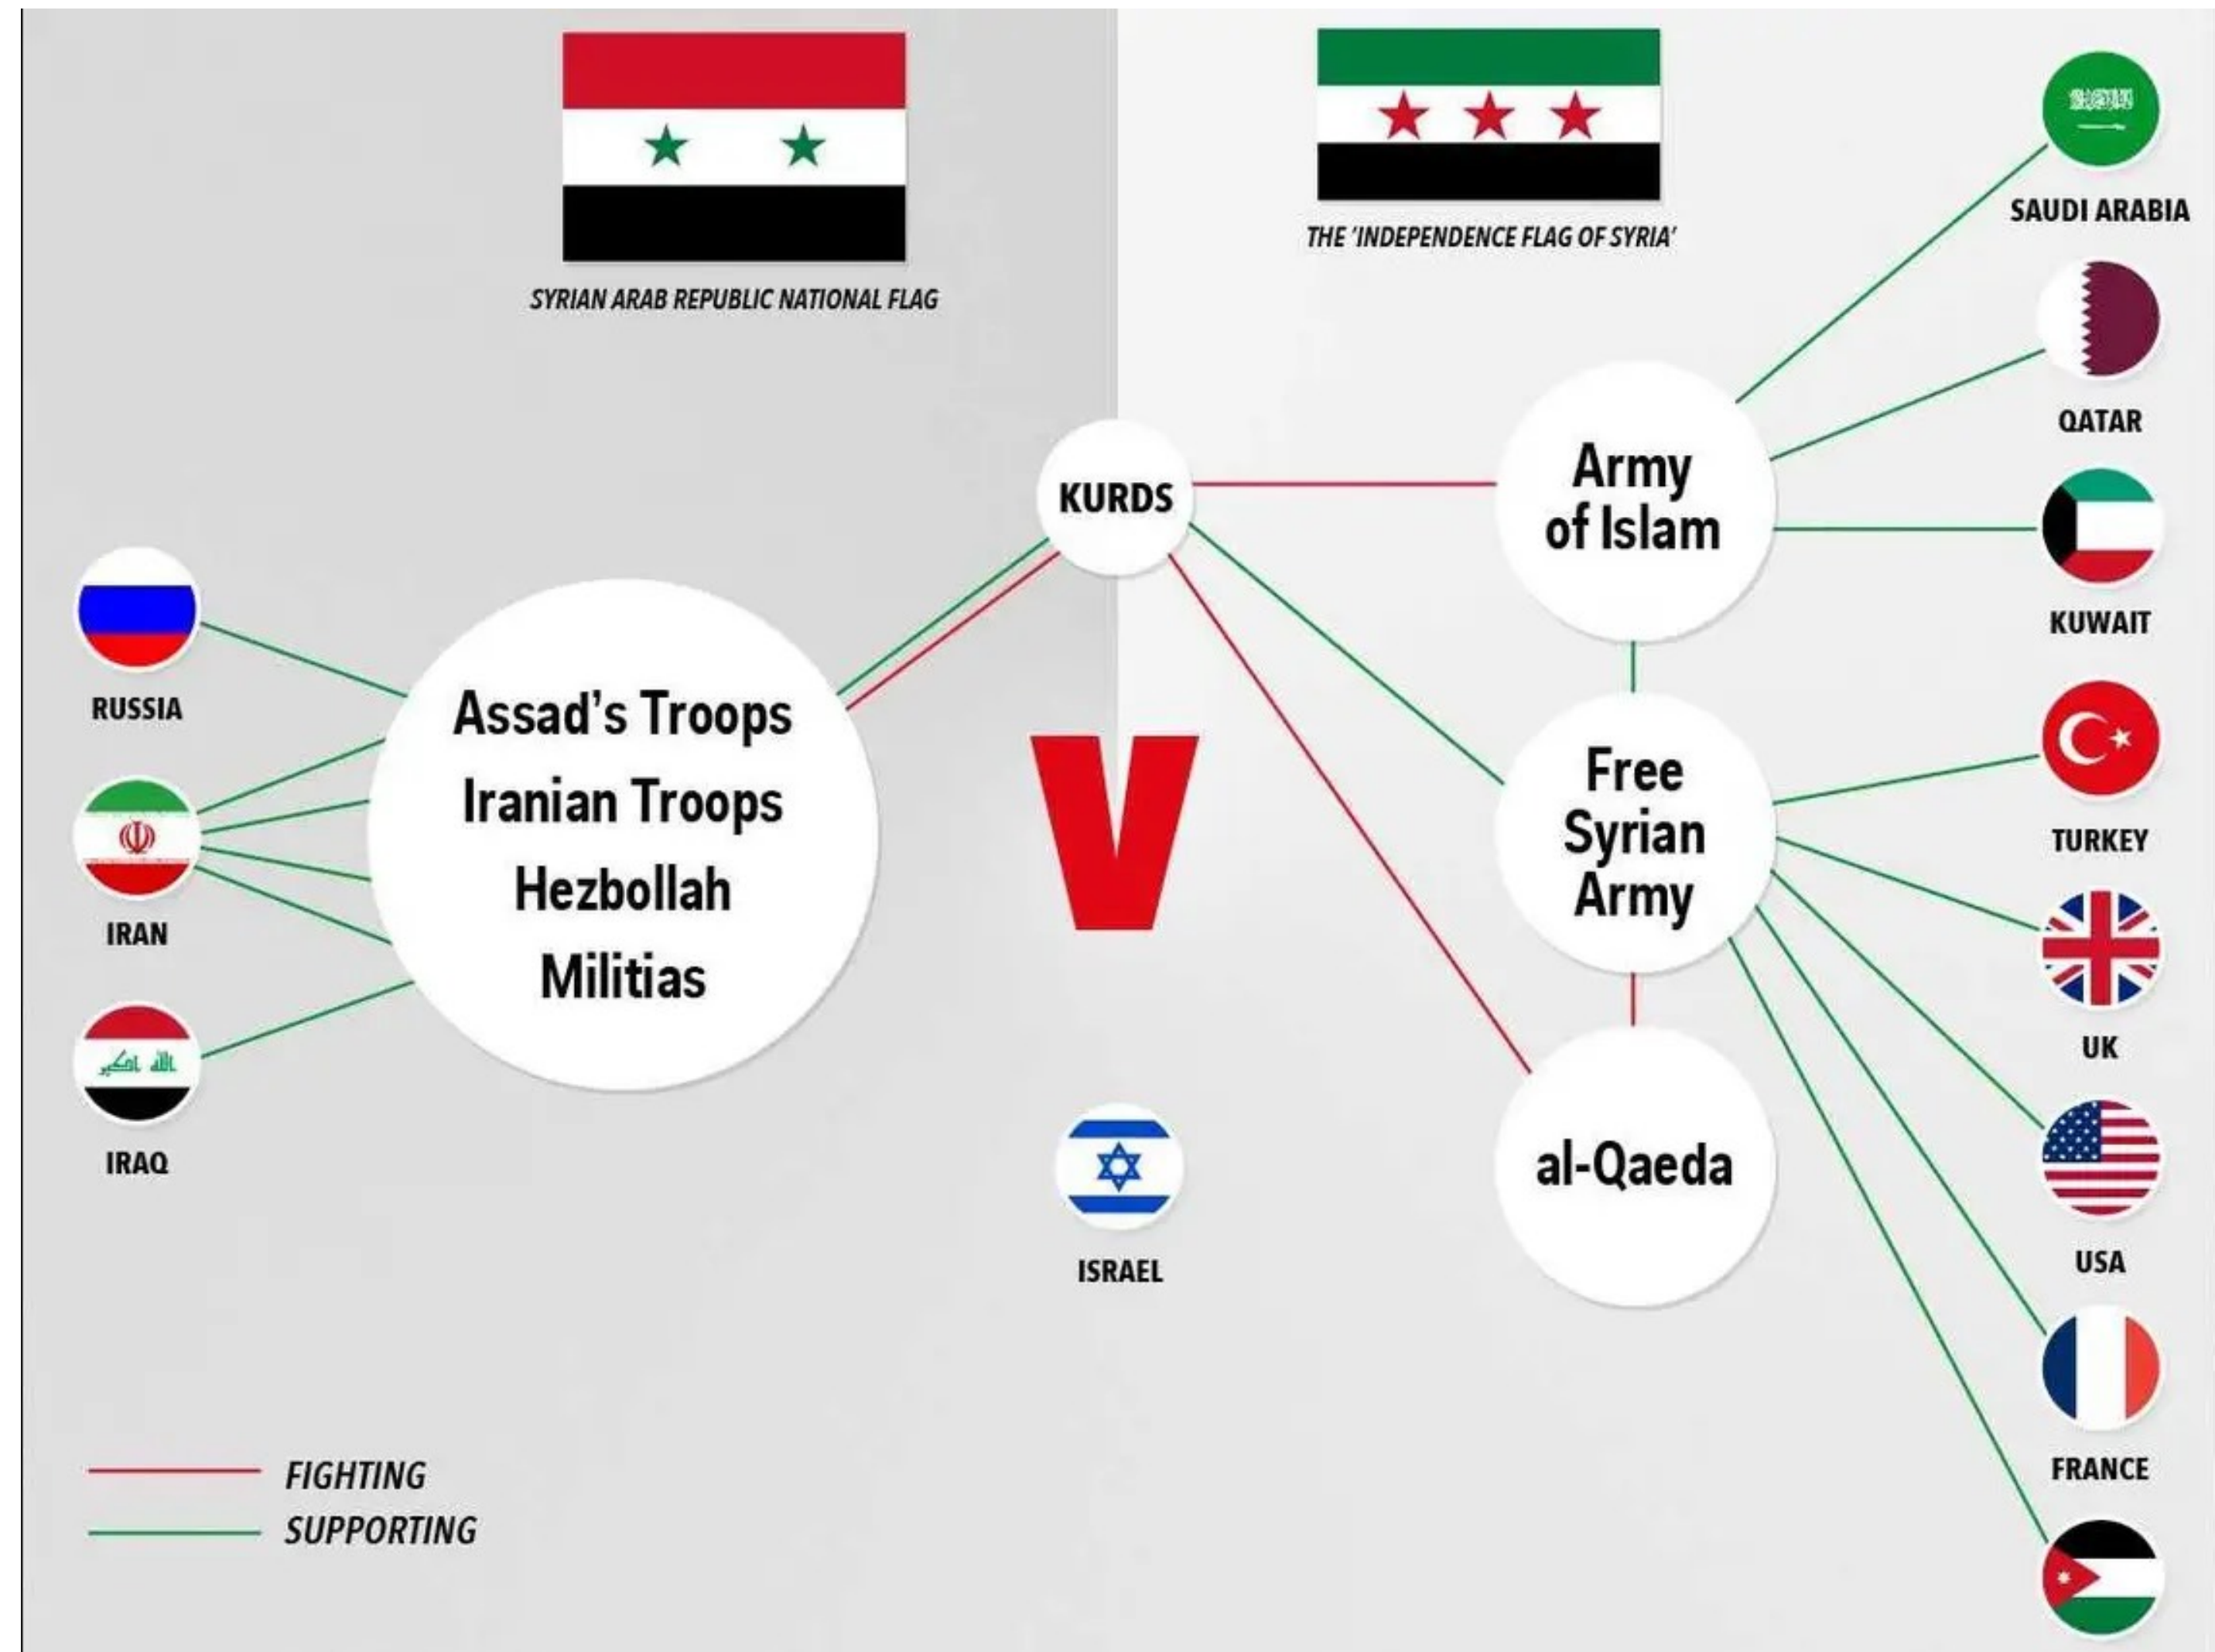 SYRIAN ARAB REPUBLIC NATIONAL FLAG
THE 'INDEPENDENCE FLAG OF SYRIA'
SAUDI ARABIA
QATAR
KURDS
Army
of Islam
KUWAIT
RUSSIA
Assad's Troops
Iranian Troops
Hezbollah
Militias
V
Free
Syrian
Army
TURKEY
IRAN
الله اكبر
UK
IRAQ
al-Qaeda
ISRAEL
USA
FRANCE
FIGHTING
SUPPORTING